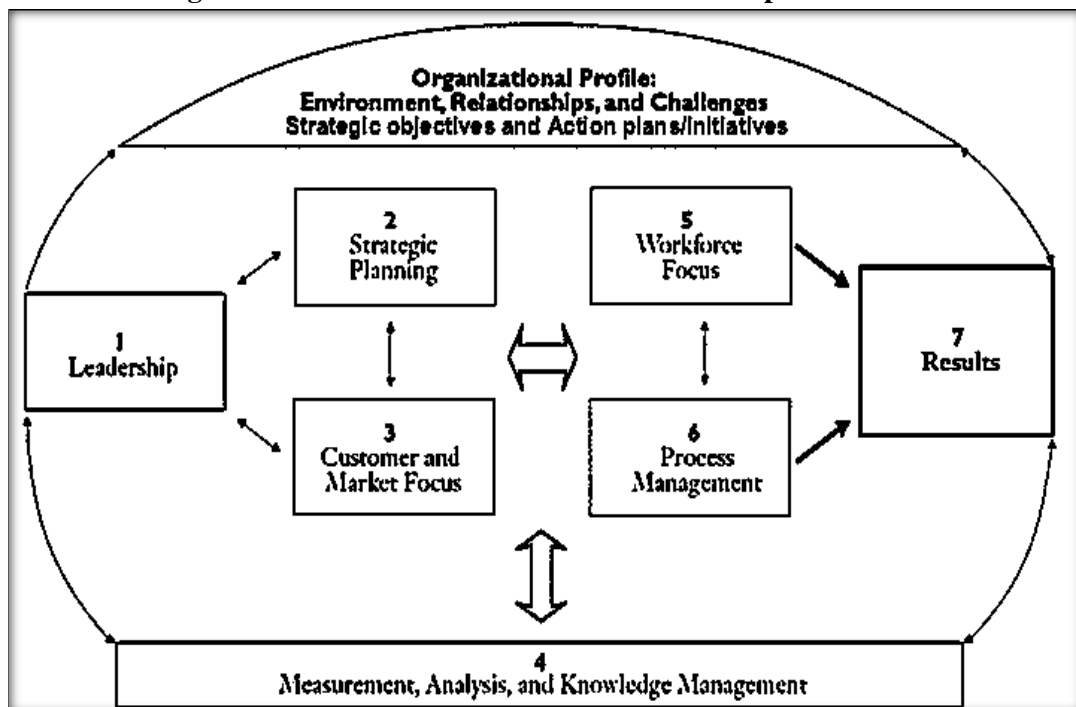 Organizational Profile:
Environment, Relationships, and Challenges
Strategic objectives and Action plans/initiatives
2
Strategic
Planning
5
Workforce
Focus
1
Leadership
7
Results
3
Customer and
Market Focus
6
Process
Management
4
Measurement, Analysis, and Knowledge Management